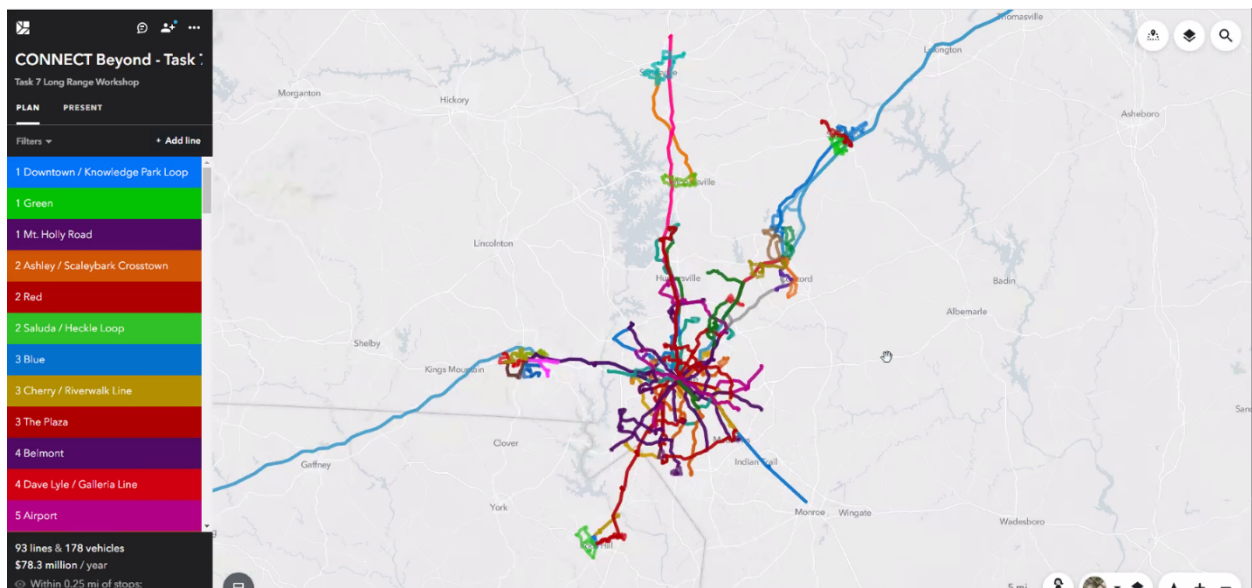 CONNECT Beyond - Task 7
Task 7 Long Range Workshop
PLAN PRESENT
Filters + Add line
1 Downtown / Knowledge Park Loop
1 Green
1 Mt. Holly Road
2 Ashley / Scaleybark Crosstown
2 Red
2 Saluda / Heckle Loop
3 Blue
3 Cherry / Riverwalk Line
3 The Plaza
4 Belmont
4 Dave Lyle / Galleria Line
5 Airport
93 lines & 178 vehicles
$78.3 million / year
Within 0.25 mi of stops:
Thomasville
Lexington
Morganton
Hickory
Asheboro
Lincolnton
Badin
Albemarle
Shelby
Kings Mountain
Clover
Gaffney
Indian Trail
York
Monroe
Wingate
Wadesboro
5 mi